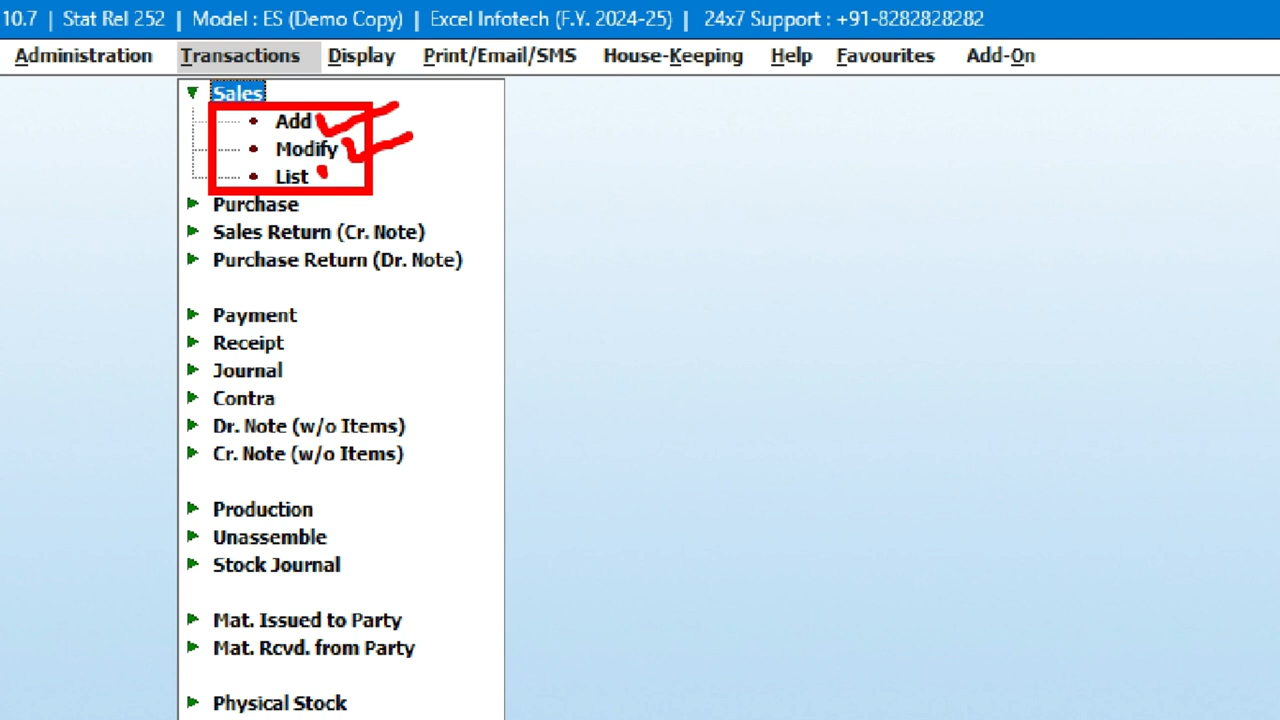 10.7 | Stat Rel 252 | Model : ES (Demo Copy) | Excel Infotech (F.Y. 2024-25) | 24x7 Support : +91-8282828282
Administration Transactions Display Print/Email/SMS House-Keeping Help Favourites Add-On
Sales
Add
Modify
List
Purchase
Sales Return (Cr. Note)
Purchase Return (Dr. Note)
Payment
Receipt
Journal
Contra
Dr. Note (w/o Items)
Cr. Note (w/o Items)
Production
Unassemble
Stock Journal
Mat. Issued to Party
Mat. Rcvd. from Party
Physical Stock